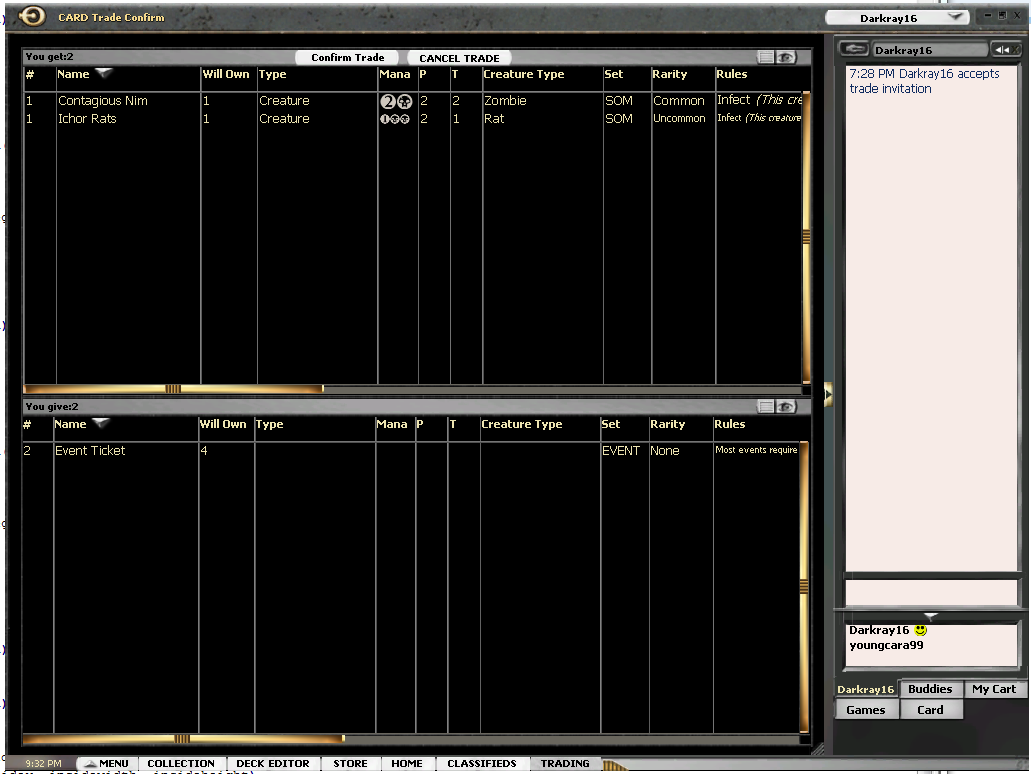 CARD Trade Confirm
Darkray16
You get:2
Confirm Trade
CANCEL TRADE
# Name Will Own Type Mana P T Creature Type Set Rarity Rules
1 Contagious Nim 1 Creature 2 2 2 Zombie SOM Common Infect (This cre
1 Ichor Rats 1 Creature 1 2 1 Rat SOM Uncommon Infect (This creature
You give:2
# Name Will Own Type Mana P T Creature Type Set Rarity Rules
2 Event Ticket 4 EVENT None Most events require
Darkray16
7:28 PM Darkray16 accepts
trade invitation
Darkray16
youngcara99
Darkray16 Buddies My Cart
Games Card
9:32 PM MENU COLLECTION DECK EDITOR STORE HOME CLASSIFIEDS TRADING